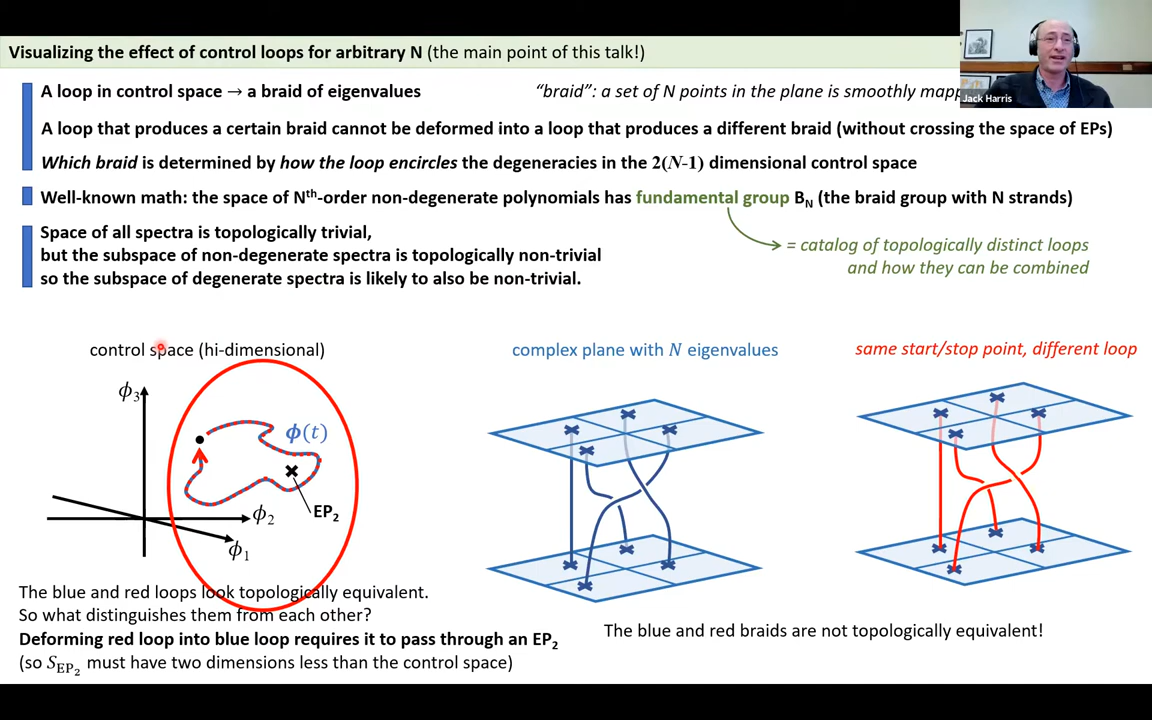 Visualizing the effect of control loops for arbitrary N (the main point of this talk!)
Jack Harris
A loop in control space → a braid of eigenvalues
"braid": a set of N points in the plane is smoothly
A loop that produces a certain braid cannot be deformed into a loop that produces a different braid (without crossing the space of EPs)
Which braid is determined by how the loop encircles the degeneracies in the 2(N-1) dimensional control space
Well-known math: the space of Nth-order non-degenerate polynomials has fundamental group BN (the braid group with N strands)
Space of all spectra is topologically trivial,
but the subspace of non-degenerate spectra is topologically non-trivial
so the subspace of degenerate spectra is likely to also be non-trivial.
= catalog of topologically distinct loops
and how they can be combined
control space (hi-dimensional)
ϕ3
ϕ(t)
EP2
ϕ2
ϕ1
complex plane with N eigenvalues
same start/stop point, different loop
The blue and red loops look topologically equivalent.
So what distinguishes them from each other?
Deforming red loop into blue loop requires it to pass through an EP2
(so SEP2 must have two dimensions less than the control space)
The blue and red braids are not topologically equivalent!